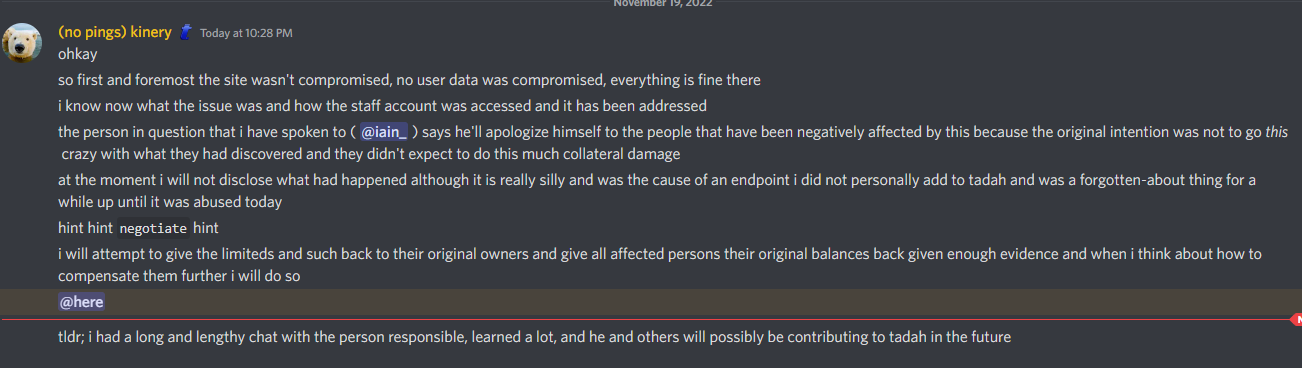 November 19, 2022
(no pings) kinery Today at 10:28 PM
ohkay
so first and foremost the site wasn't compromised, no user data was compromised, everything is fine there
i know now what the issue was and how the staff account was accessed and it has been addressed
the person in question that i have spoken to ( @iain_ ) says he'll apologize himself to the people that have been negatively affected by this because the original intention was not to go this
crazy with what they had discovered and they didn't expect to do this much collateral damage
at the moment i will not disclose what had happened although it is really silly and was the cause of an endpoint i did not personally add to tadah and was a forgotten-about thing for a
while up until it was abused today
hint hint negotiate hint
i will attempt to give the limiteds and such back to their original owners and give all affected persons their original balances back given enough evidence and when i think about how to
compensate them further i will do so
@here
tldr; i had a long and lengthy chat with the person responsible, learned a lot, and he and others will possibly be contributing to tadah in the future